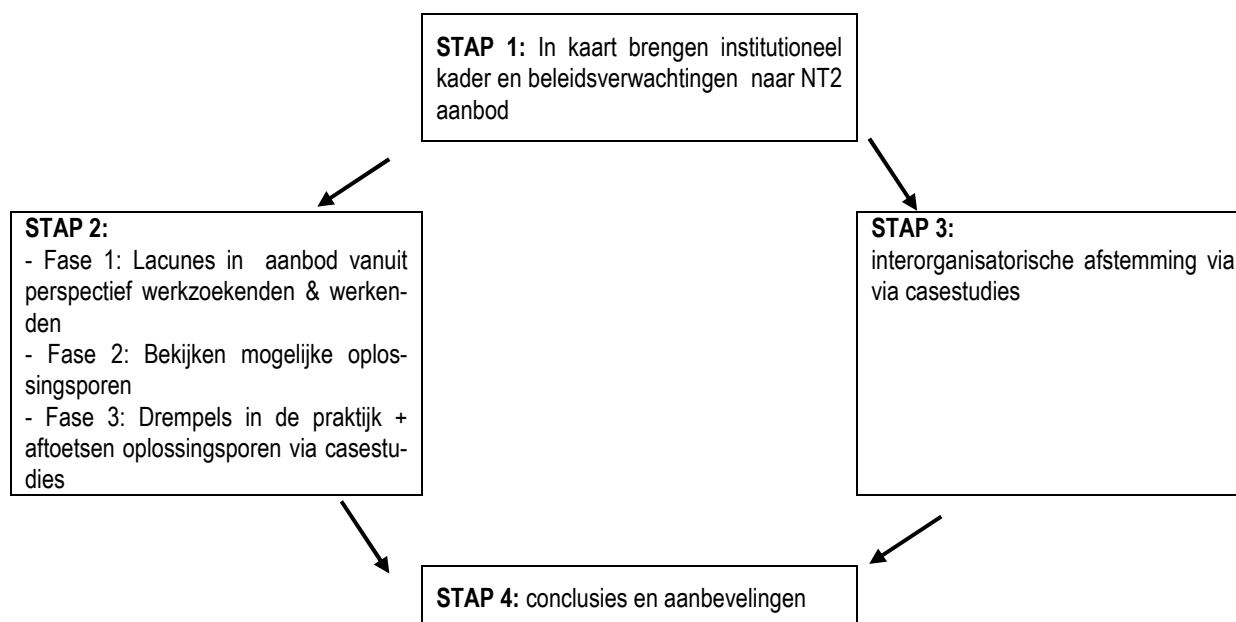 STAP 1: In kaart brengen institutioneel
kader en beleidsverwachtingen naar NT2
aanbod
STAP 2:
- Fase 1: Lacunes in aanbod vanuit
perspectief werkzoekenden & werken-
den
- Fase 2: Bekijken mogelijke oplos-
singsporen
- Fase 3: Drempels in de praktijk +
aftoetsen oplossingsporen via casestu-
dies
STAP 3:
interorganisatorische afstemming via
via casestudies
STAP 4: conclusies en aanbevelingen